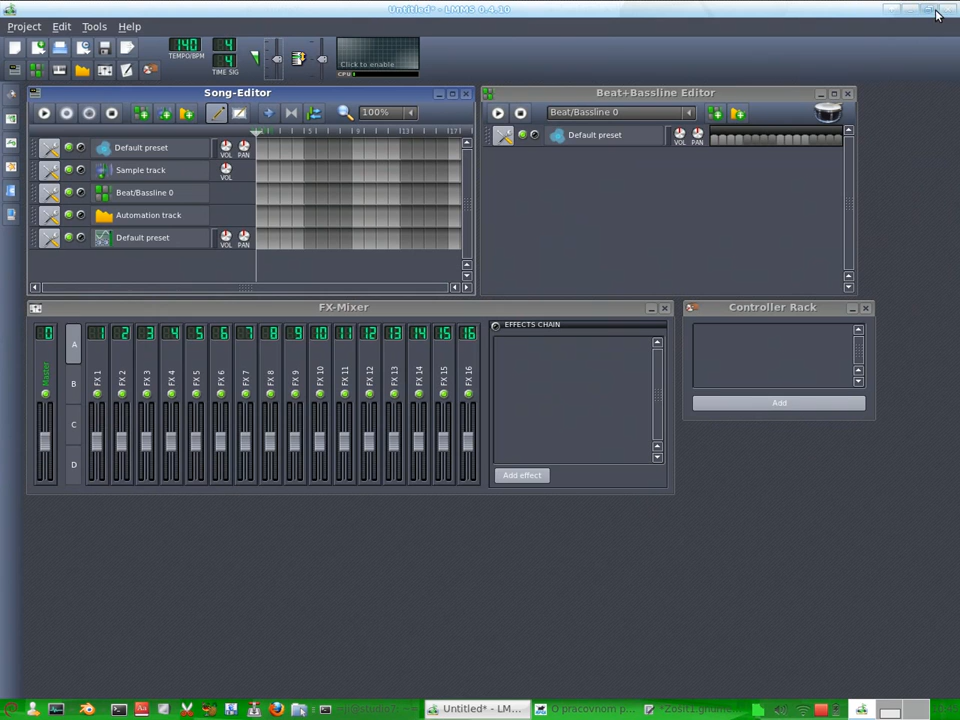 Untitled* - LMMS 0.4.10
Project Edit Tools Help
140
TEMPO/BPM
4
4
TIME SIG
Click to enable
CPU
Song-Editor
100%
Default preset
VOL PAN
Sample track
VOL
Beat/Bassline 0
Automation track
Default preset
VOL PAN
Beat+Bassline Editor
Beat/Bassline 0
Default preset
VOL PAN
FX-Mixer
0 1 2 3 4 5 6 7 8 9 10 11 12 13 14 15 16
Master
FX 1
FX 2
FX 3
FX 4
FX 5
FX 6
FX 7
FX 8
FX 9
FX 10
FX 11
FX 12
FX 13
FX 14
FX 15
FX 16
A
B
C
D
EFFECTS CHAIN
Add effect
Controller Rack
Add
Untitled* - LM...
O pracovnom p...